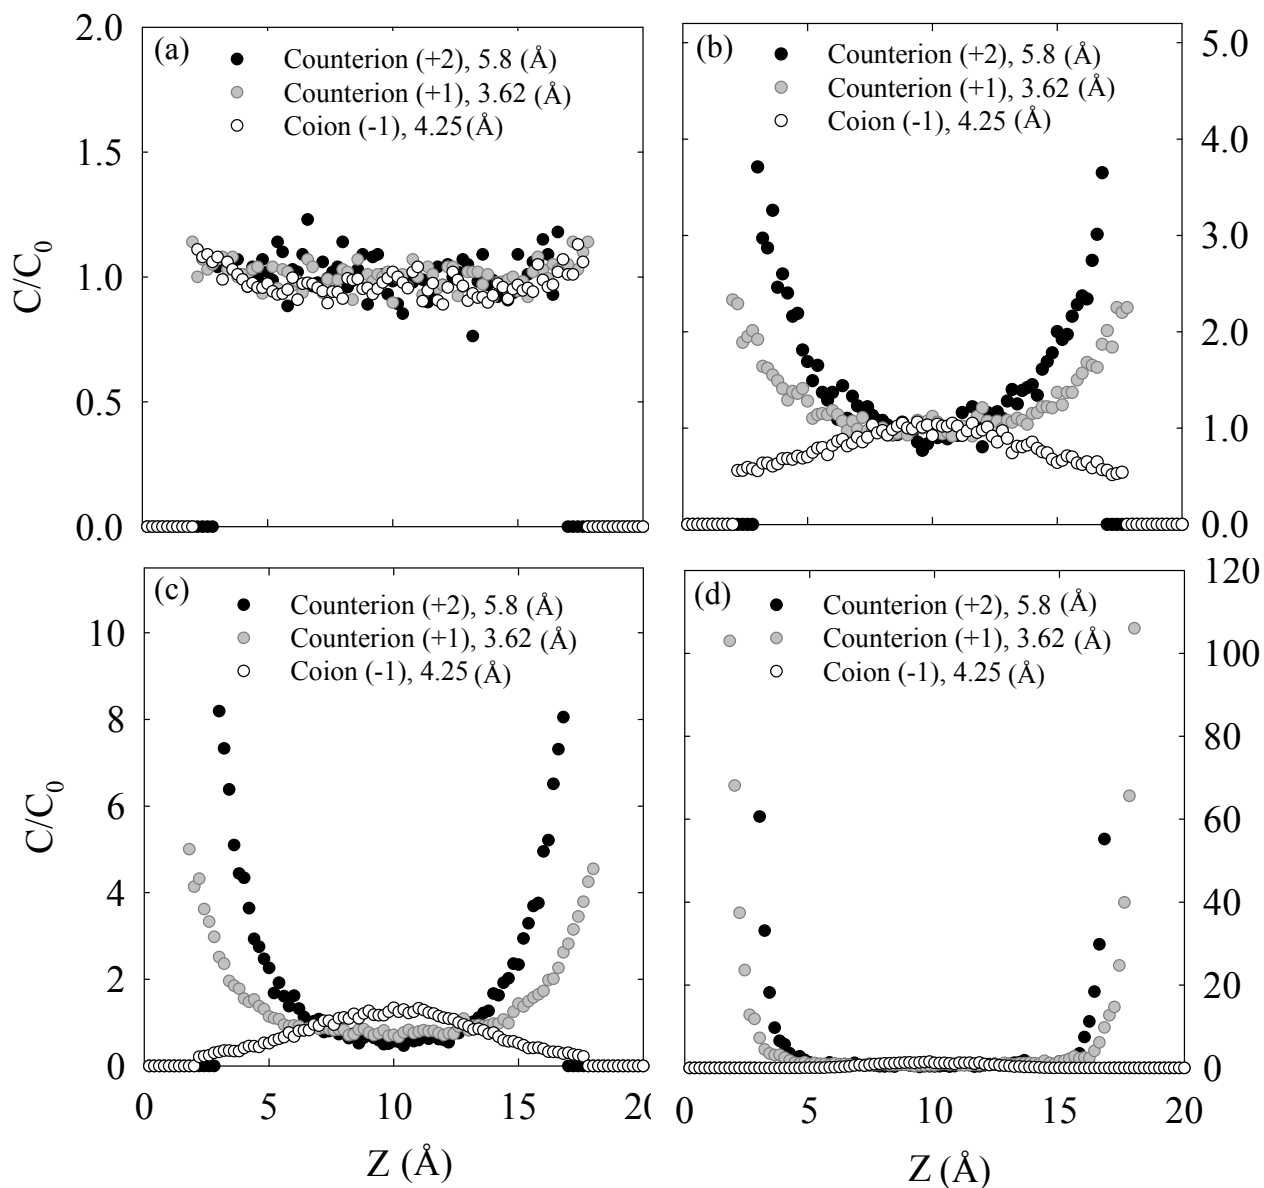 (a)
Counterion (+2), 5.8 (Å)
Counterion (+1), 3.62 (Å)
Coion (-1), 4.25 (Å)
2.0
1.5
1.0
0.5
0.0
C/C0
(b)
Counterion (+2), 5.8 (Å)
Counterion (+1), 3.62 (Å)
Coion (-1), 4.25 (Å)
5.0
4.0
3.0
2.0
1.0
0.0
(c)
Counterion (+2), 5.8 (Å)
Counterion (+1), 3.62 (Å)
Coion (-1), 4.25 (Å)
10
8
6
4
2
0
C/C0
0 5 10 15 20
Z (Å)
(d)
Counterion (+2), 5.8 (Å)
Counterion (+1), 3.62 (Å)
Coion (-1), 4.25 (Å)
120
100
80
60
40
20
0
0 5 10 15 20
Z (Å)